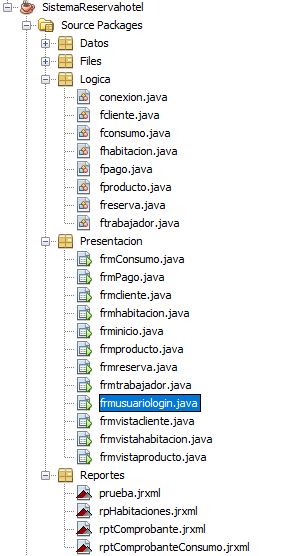 SistemaReservahotel
Source Packages
Datos
Files
Logica
conexion.java
fcliente.java
fconsumo.java
fhabitacion.java
fpago.java
fproducto.java
freserva.java
ftrabajador.java
Presentacion
frmConsumo.java
frmPago.java
frmcliente.java
frmhabitacion.java
frminicio.java
frmproducto.java
frmreserva.java
frmtrabajador.java
frmusuariologin.java
frmvistacliente.java
frmvistahabitacion.java
frmvistaproducto.java
Reportes
prueba.jrxml
rpHabitaciones.jrxml
rptComprobante.jrxml
rptComprobanteConsumo.jrxml